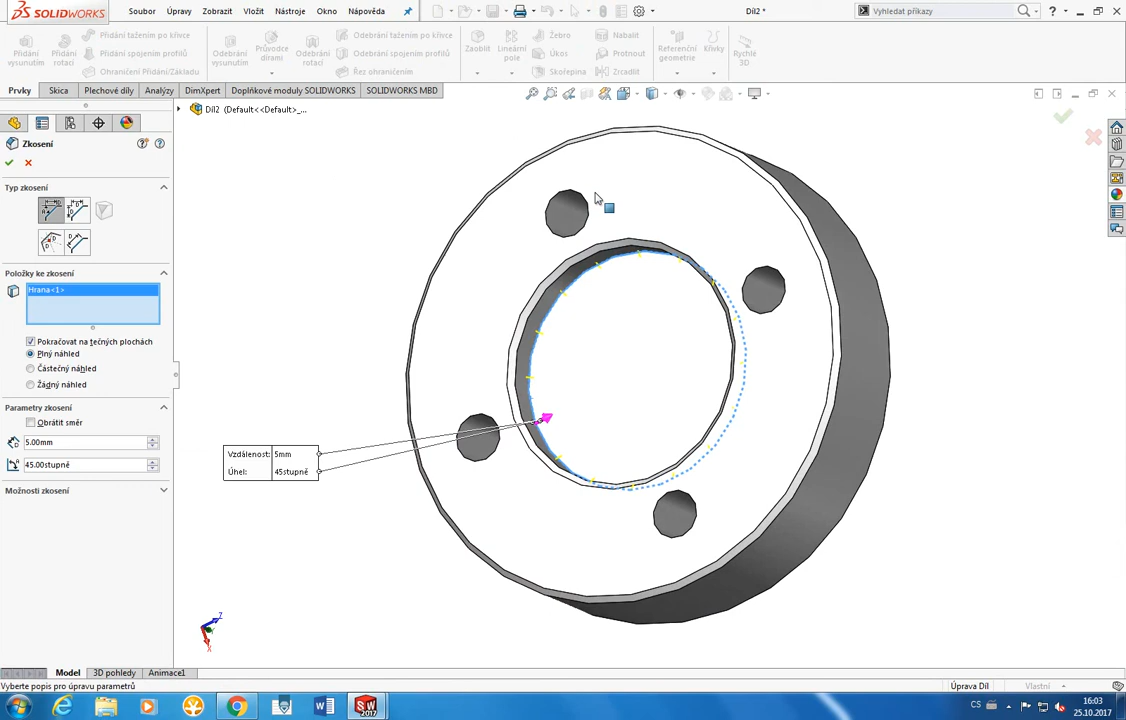 SOLIDWORKS
Soubor Úpravy Zobrazit Vložit Nástroje Okno Nápověda
Díl2 *
Vyhledat příkazy
Přidání vysunutím
Přidání rotací
Přidání tažením po křivce
Přidání spojením profilů
Ohraničení Přidání/Základu
Odebrání vysunutím
Průvodce dírami
Odebrání rotací
Odebrání tažením po křivce
Odebrání spojením profilů
Řez ohraničením
Zaoblit
Lineární pole
Žebro
Úkos
Skořepina
Nabalit
Protnout
Zrcadlit
Referenční geometrie
Křivky
Rychlé 3D
Prvky Skica Plechové díly Analýzy DimXpert Doplňkové moduly SOLIDWORKS SOLIDWORKS MBD
Díl2 (Default<<Default>_...
Zkosení
Typ zkosení
Položky ke zkosení
Hrana<1>
Pokračovat na tečných plochách
Plný náhled
Částečný náhled
Žádný náhled
Parametry zkosení
Obrátit směr
5.00mm
45.00stupně
Možnosti zkosení
Vzdálenost: 5mm
Úhel: 45stupně
Z
X
Model 3D pohledy Animace1
Vyberte popis pro úpravu parametrů
Úprava Díl
Vlastní
SW
2017
CS
16:03
25.10.2017